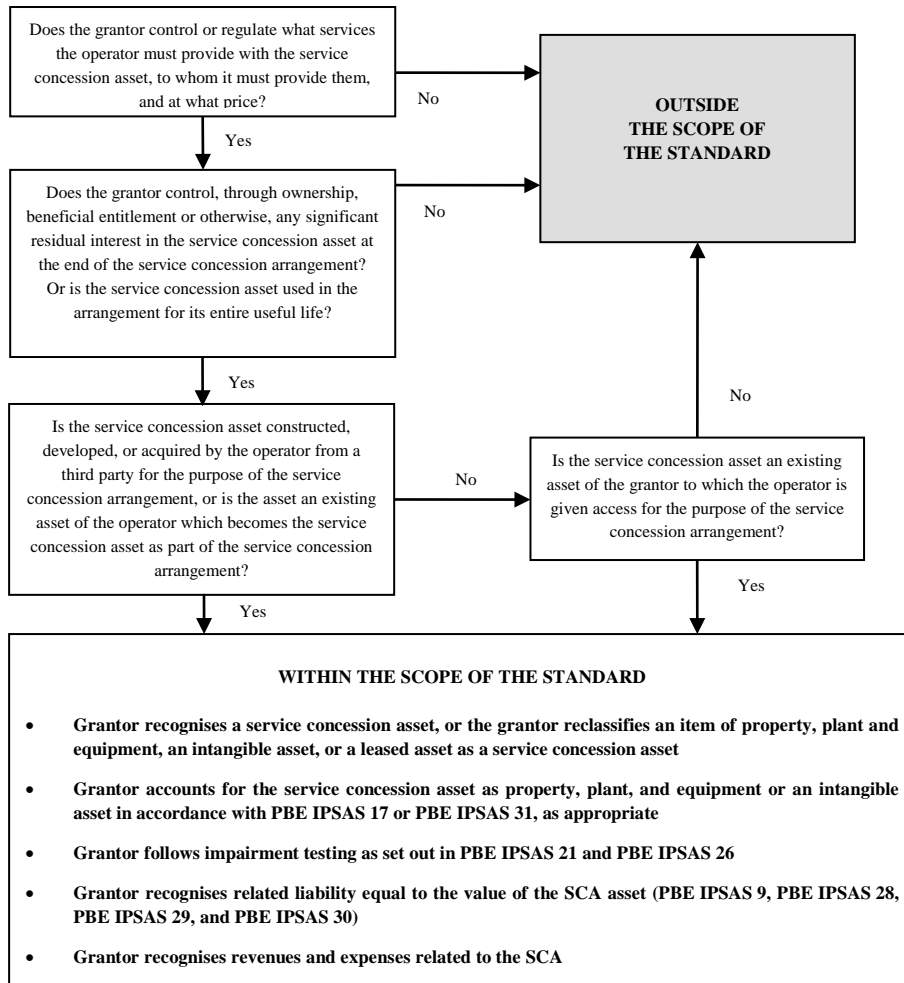 Does the grantor control or regulate what services
the operator must provide with the service
concession asset, to whom it must provide them,
and at what price?
No
OUTSIDE
THE SCOPE OF
THE STANDARD
Yes
Does the grantor control, through ownership,
beneficial entitlement or otherwise, any significant
residual interest in the service concession asset at
the end of the service concession arrangement?
Or is the service concession asset used in the
arrangement for its entire useful life?
No
Yes
No
Is the service concession asset constructed,
developed, or acquired by the operator from a
third party for the purpose of the service
concession arrangement, or is the asset an existing
asset of the operator which becomes the service
concession asset as part of the service concession
arrangement?
No
Is the service concession asset an existing
asset of the grantor to which the operator is
given access for the purpose of the service
concession arrangement?
Yes
Yes
WITHIN THE SCOPE OF THE STANDARD
• Grantor recognises a service concession asset, or the grantor reclassifies an item of property, plant and
equipment, an intangible asset, or a leased asset as a service concession asset
• Grantor accounts for the service concession asset as property, plant, and equipment or an intangible
asset in accordance with PBE IPSAS 17 or PBE IPSAS 31, as appropriate
• Grantor follows impairment testing as set out in PBE IPSAS 21 and PBE IPSAS 26
• Grantor recognises related liability equal to the value of the SCA asset (PBE IPSAS 9, PBE IPSAS 28,
PBE IPSAS 29, and PBE IPSAS 30)
• Grantor recognises revenues and expenses related to the SCA